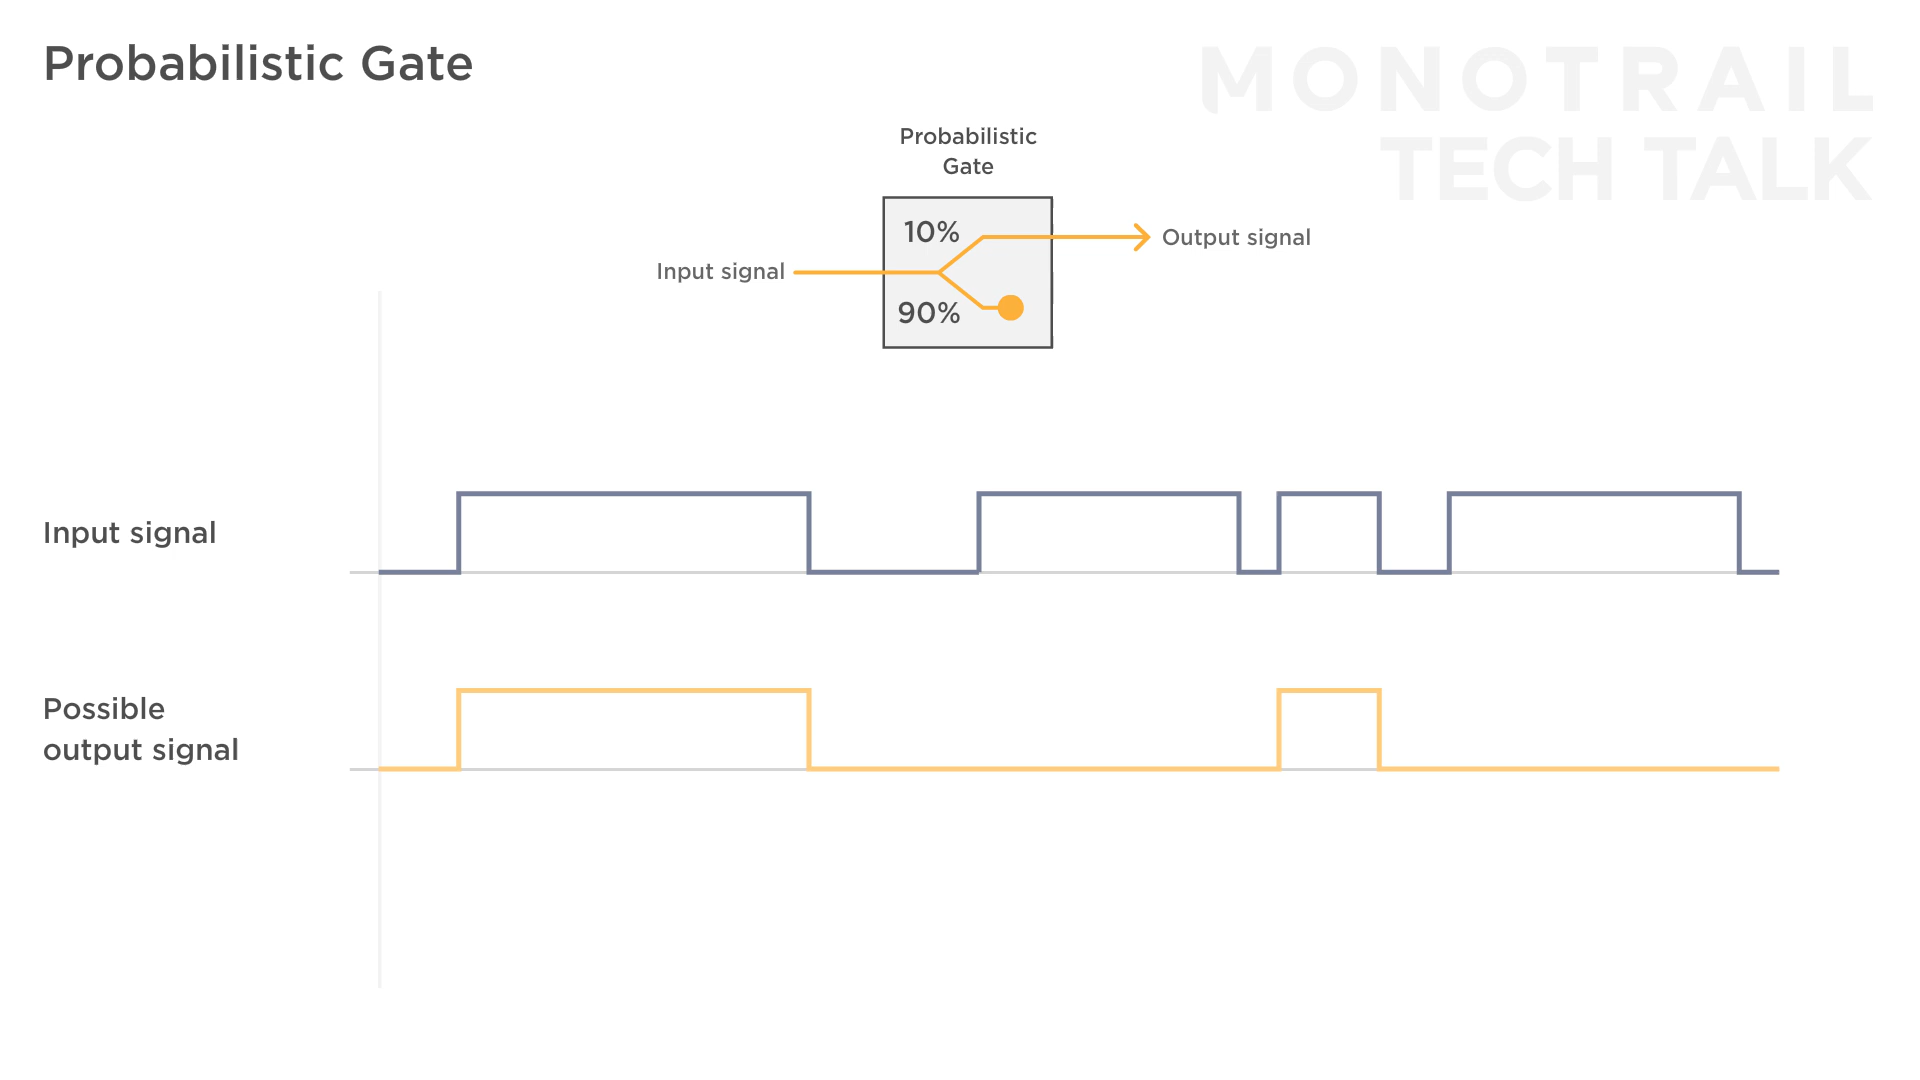 Probabilistic Gate
MONOTRAIL
TECH TALK
Probabilistic
Gate
10%
Output signal
Input signal
90%
Input signal
Possible
output signal